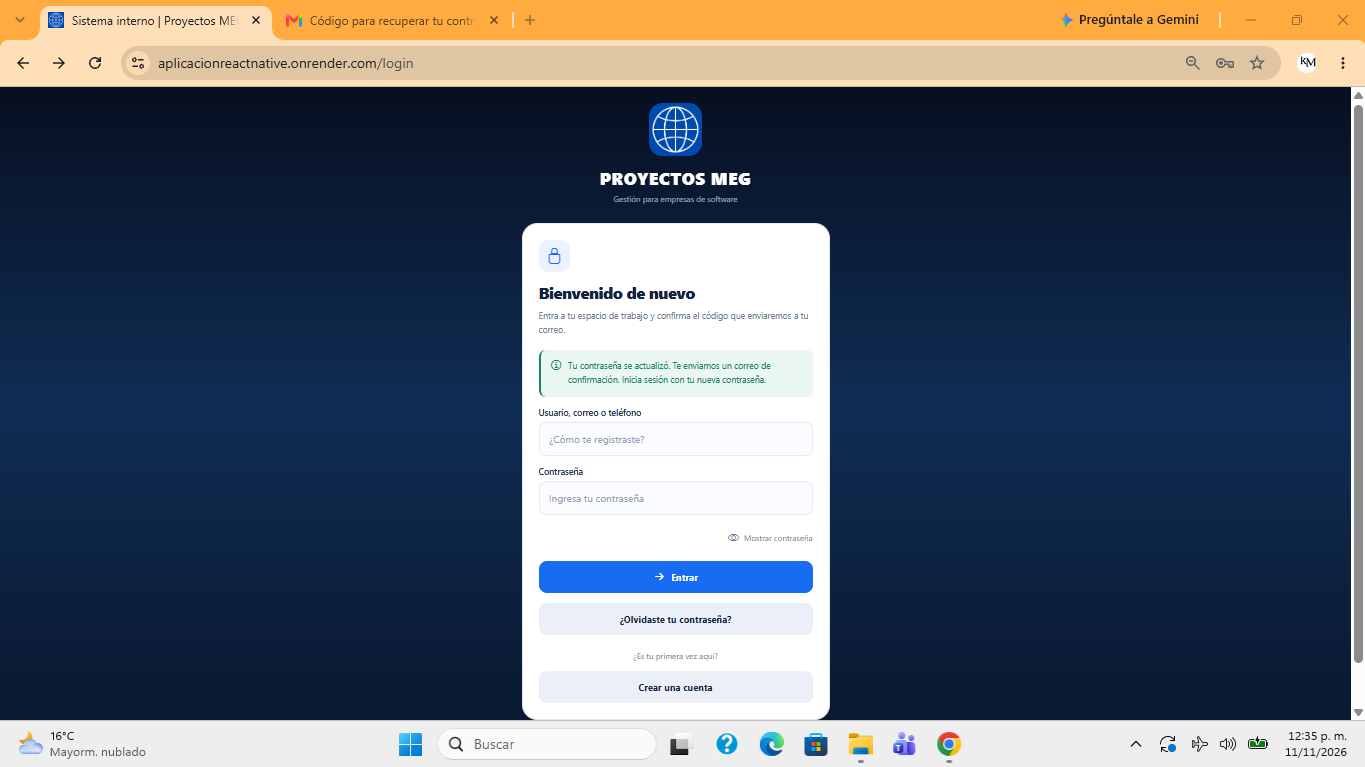 Sistema interno | Proyectos MEG
Código para recuperar tu contra
Pregúntale a Gemini
aplicacionreactnative.onrender.com/login
KM
PROYECTOS MEG
Gestión para empresas de software
Bienvenido de nuevo
Entra a tu espacio de trabajo y confirma el código que enviaremos a tu
correo.
Tu contraseña se actualizó. Te enviamos un correo de
confirmación. Inicia sesión con tu nueva contraseña.
Usuario, correo o teléfono
¿Cómo te registraste?
Contraseña
Ingresa tu contraseña
Mostrar contraseña
Entrar
¿Olvidaste tu contraseña?
¿Es tu primera vez aquí?
Crear una cuenta
16°C
Mayorm. nublado
Buscar
12:35 p. m.
11/11/2026